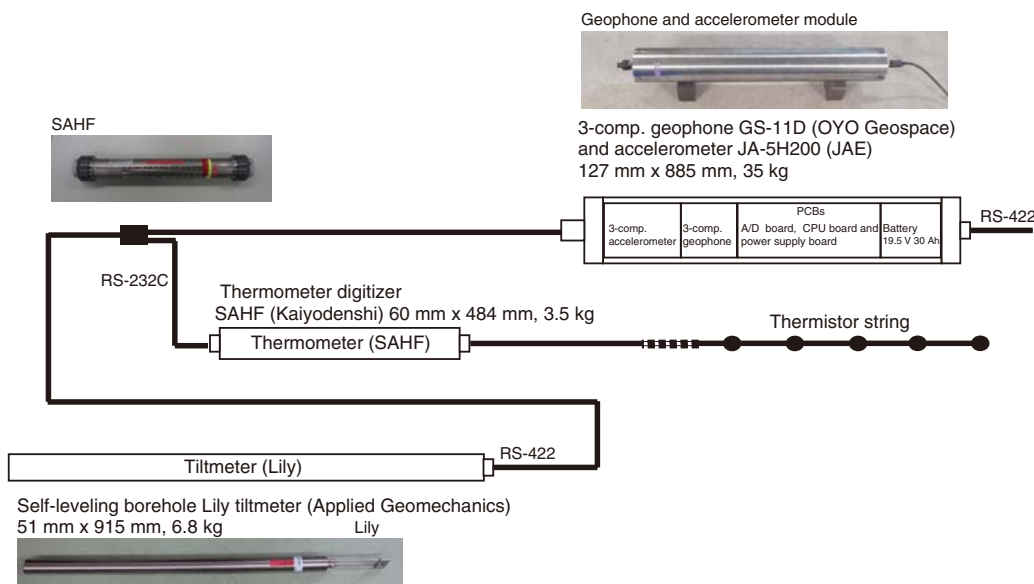 Geophone and accelerometer module
SAHF
3-comp. geophone GS-11D (OYO Geospace)
and accelerometer JA-5H200 (JAE)
127 mm x 885 mm, 35 kg
3-comp.
accelerometer
3-comp.
geophone
PCBs
A/D board, CPU board and
power supply board
Battery
19.5 V 30 Ah
RS-422
RS-232C
Thermometer digitizer
SAHF (Kaiyodenshi) 60 mm x 484 mm, 3.5 kg
Thermometer (SAHF)
Thermistor string
Tiltmeter (Lily)
RS-422
Self-leveling borehole Lily tiltmeter (Applied Geomechanics)
51 mm x 915 mm, 6.8 kg
Lily